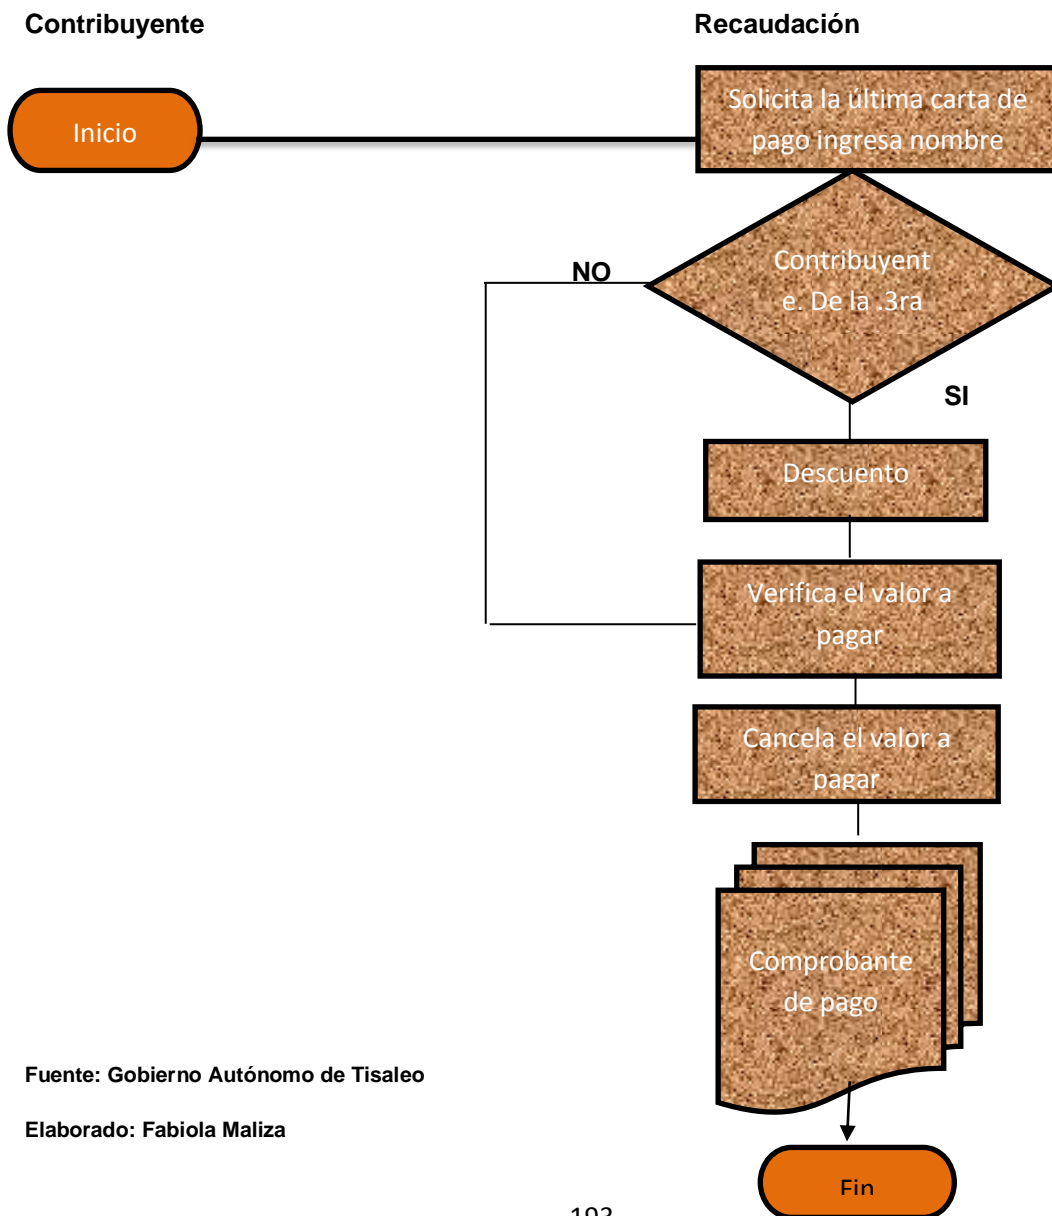 Contribuyente
Recaudación
Inicio
Solicita la última carta de
pago ingresa nombre
Contribuyent
e. De la .3ra
NO
SI
Descuento
Verifica el valor a
pagar
Cancela el valor a
pagar
Comprobante
de pago
Fuente: Gobierno Autónomo de Tisaleo
Elaborado: Fabiola Maliza
Fin